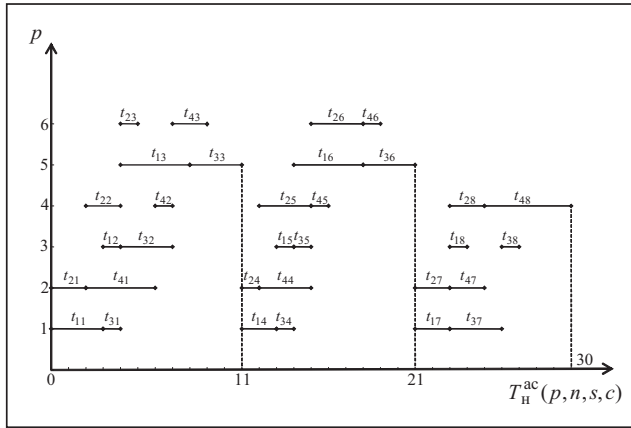 p
t₂₃ t₄₃ t₂₆ t₄₆
6
t₁₃ t₃₃ t₁₆ t₃₆
5
t₂₂ t₄₂ t₂₅ t₄₅ t₂₈ t₄₈
4
t₁₂ t₃₂ t₁₅ t₃₅ t₁₈ t₃₈
3
t₂₁ t₄₁ t₂₄ t₄₄ t₂₇ t₄₇
2
t₁₁ t₃₁ t₁₄ t₃₄ t₁₇ t₃₇
1
30
0 11 21
T_H^ac(p,n,s,c)